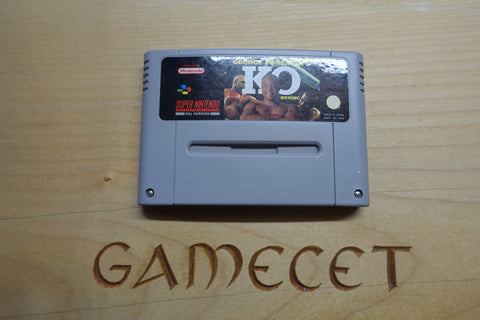 GEORGE FOREMAN'S
KO
BOXING
Nintendo
SUPER NINTENDO
PAL VERSION
GAMECET